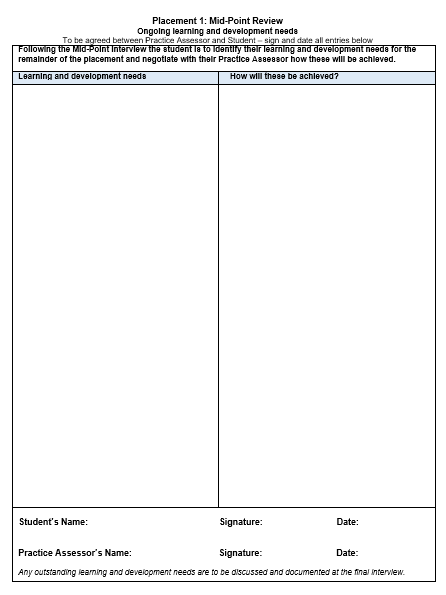 Placement 1: Mid-Point Review
Ongoing learning and development needs
To be agreed between Practice Assessor and Student – sign and date all entries below
Following the Mid-Point Interview the student is to identify their learning and development needs for the
remainder of the placement and negotiate with their Practice Assessor how these will be achieved.
Learning and development needs How will these be achieved?
Student's Name: Signature: Date:
Practice Assessor's Name: Signature: Date:
Any outstanding learning and development needs are to be discussed and documented at the final interview.